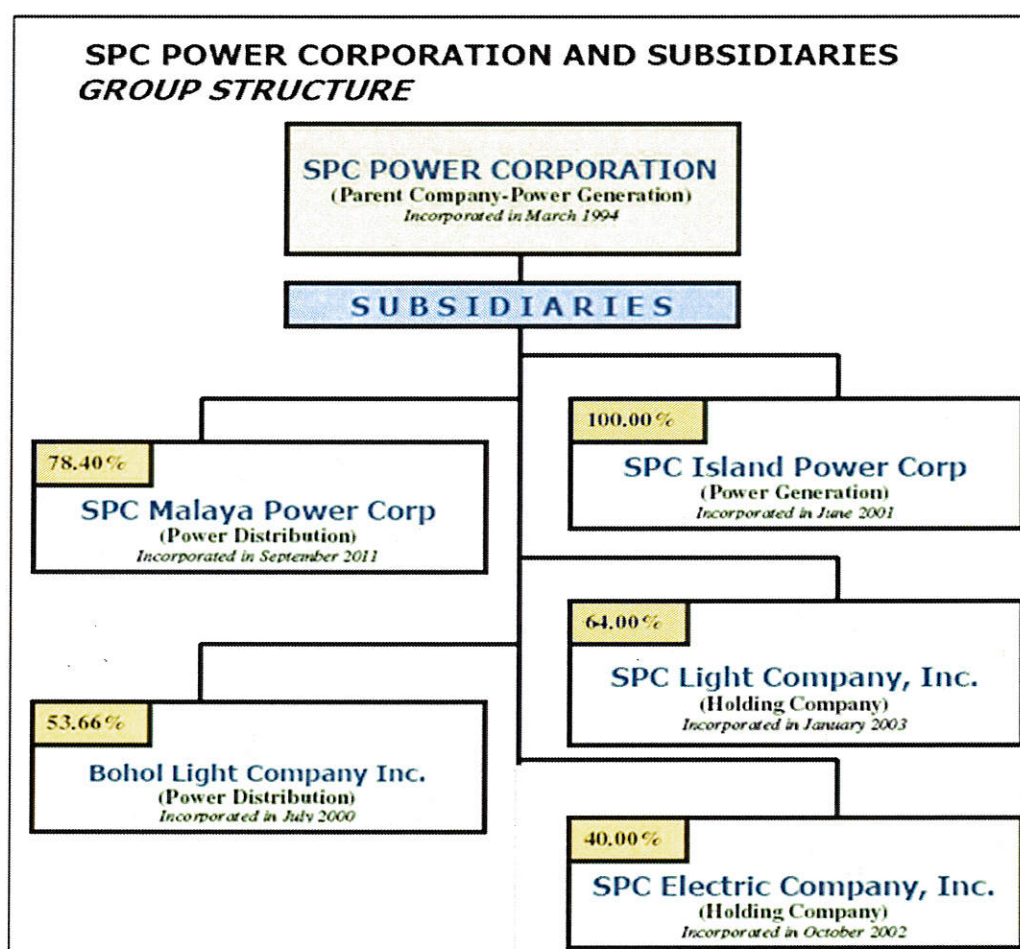 SPC POWER CORPORATION AND SUBSIDIARIES
GROUP STRUCTURE
SPC POWER CORPORATION
(Parent Company-Power Generation)
Incorporated in March 1994
SUBSIDIARIES
78.40%
SPC Malaya Power Corp
(Power Distribution)
Incorporated in September 2011
100.00%
SPC Island Power Corp
(Power Generation)
Incorporated in June 2001
53.66%
Bohol Light Company Inc.
(Power Distribution)
Incorporated in July 2000
64.00%
SPC Light Company, Inc.
(Holding Company)
Incorporated in January 2003
40.00%
SPC Electric Company, Inc.
(Holding Company)
Incorporated in October 2002